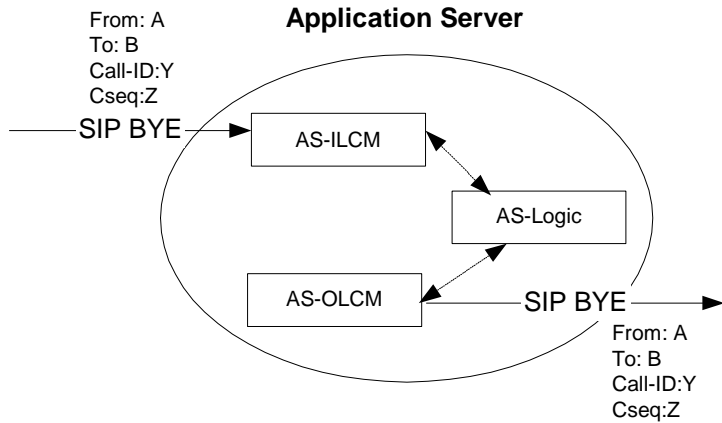 Application Server
From: A
To: B
Call-ID:Y
Cseq:Z
SIP BYE
AS-ILCM
AS-Logic
AS-OLCM
SIP BYE
From: A
To: B
Call-ID:Y
Cseq:Z